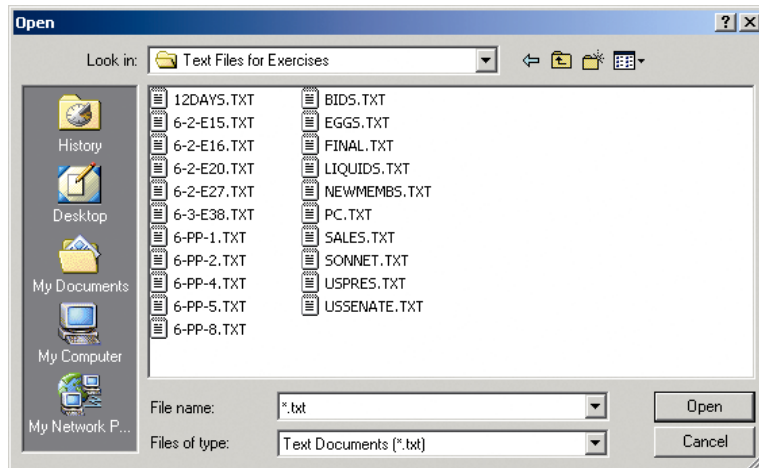 Open
Look in: Text Files for Exercises
History
Desktop
My Documents
My Computer
My Network P...
12DAYS.TXT
6-2-E15.TXT
6-2-E16.TXT
6-2-E20.TXT
6-2-E27.TXT
6-3-E38.TXT
6-PP-1.TXT
6-PP-2.TXT
6-PP-4.TXT
6-PP-5.TXT
6-PP-8.TXT
BIDS.TXT
EGGS.TXT
FINAL.TXT
LIQUIDS.TXT
NEWMEMBS.TXT
PC.TXT
SALES.TXT
SONNET.TXT
USPRES.TXT
USSENATE.TXT
File name: *.txt Open
Files of type: Text Documents (*.txt) Cancel